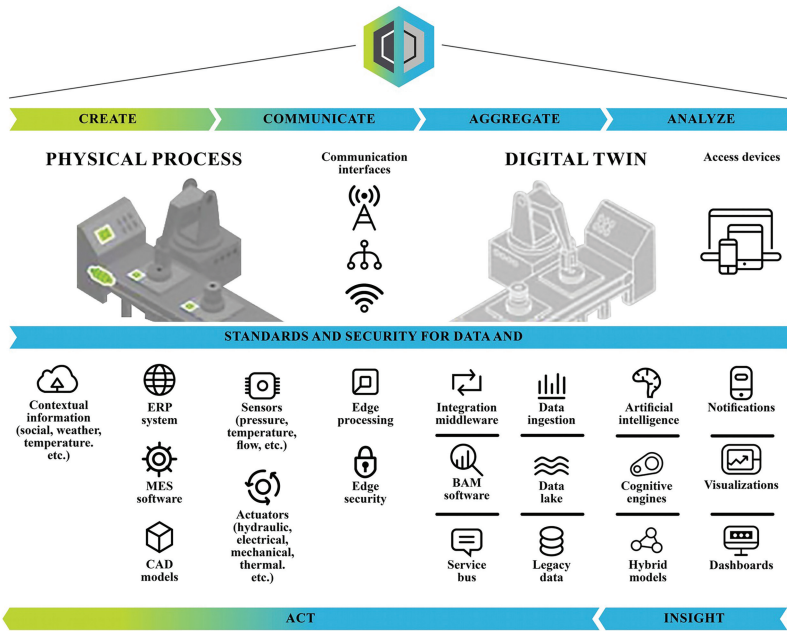 CREATE
COMMUNICATE
AGGREGATE
ANALYZE
PHYSICAL PROCESS
Communication
interfaces
DIGITAL TWIN
Access devices
STANDARDS AND SECURITY FOR DATA AND
Contextual
information
(social, weather,
temperature.
etc.)
ERP
system
MES
software
CAD
models
Sensors
(pressure,
temperature,
flow, etc.)
Actuators
(hydraulic,
electrical,
mechanical,
thermal.
etc.)
Edge
processing
Edge
security
Integration
middleware
BAM
software
Service
bus
Data
ingestion
Data
lake
Legacy
data
Artificial
intelligence
Cognitive
engines
Hybrid
models
Notifications
Visualizations
Dashboards
ACT
INSIGHT